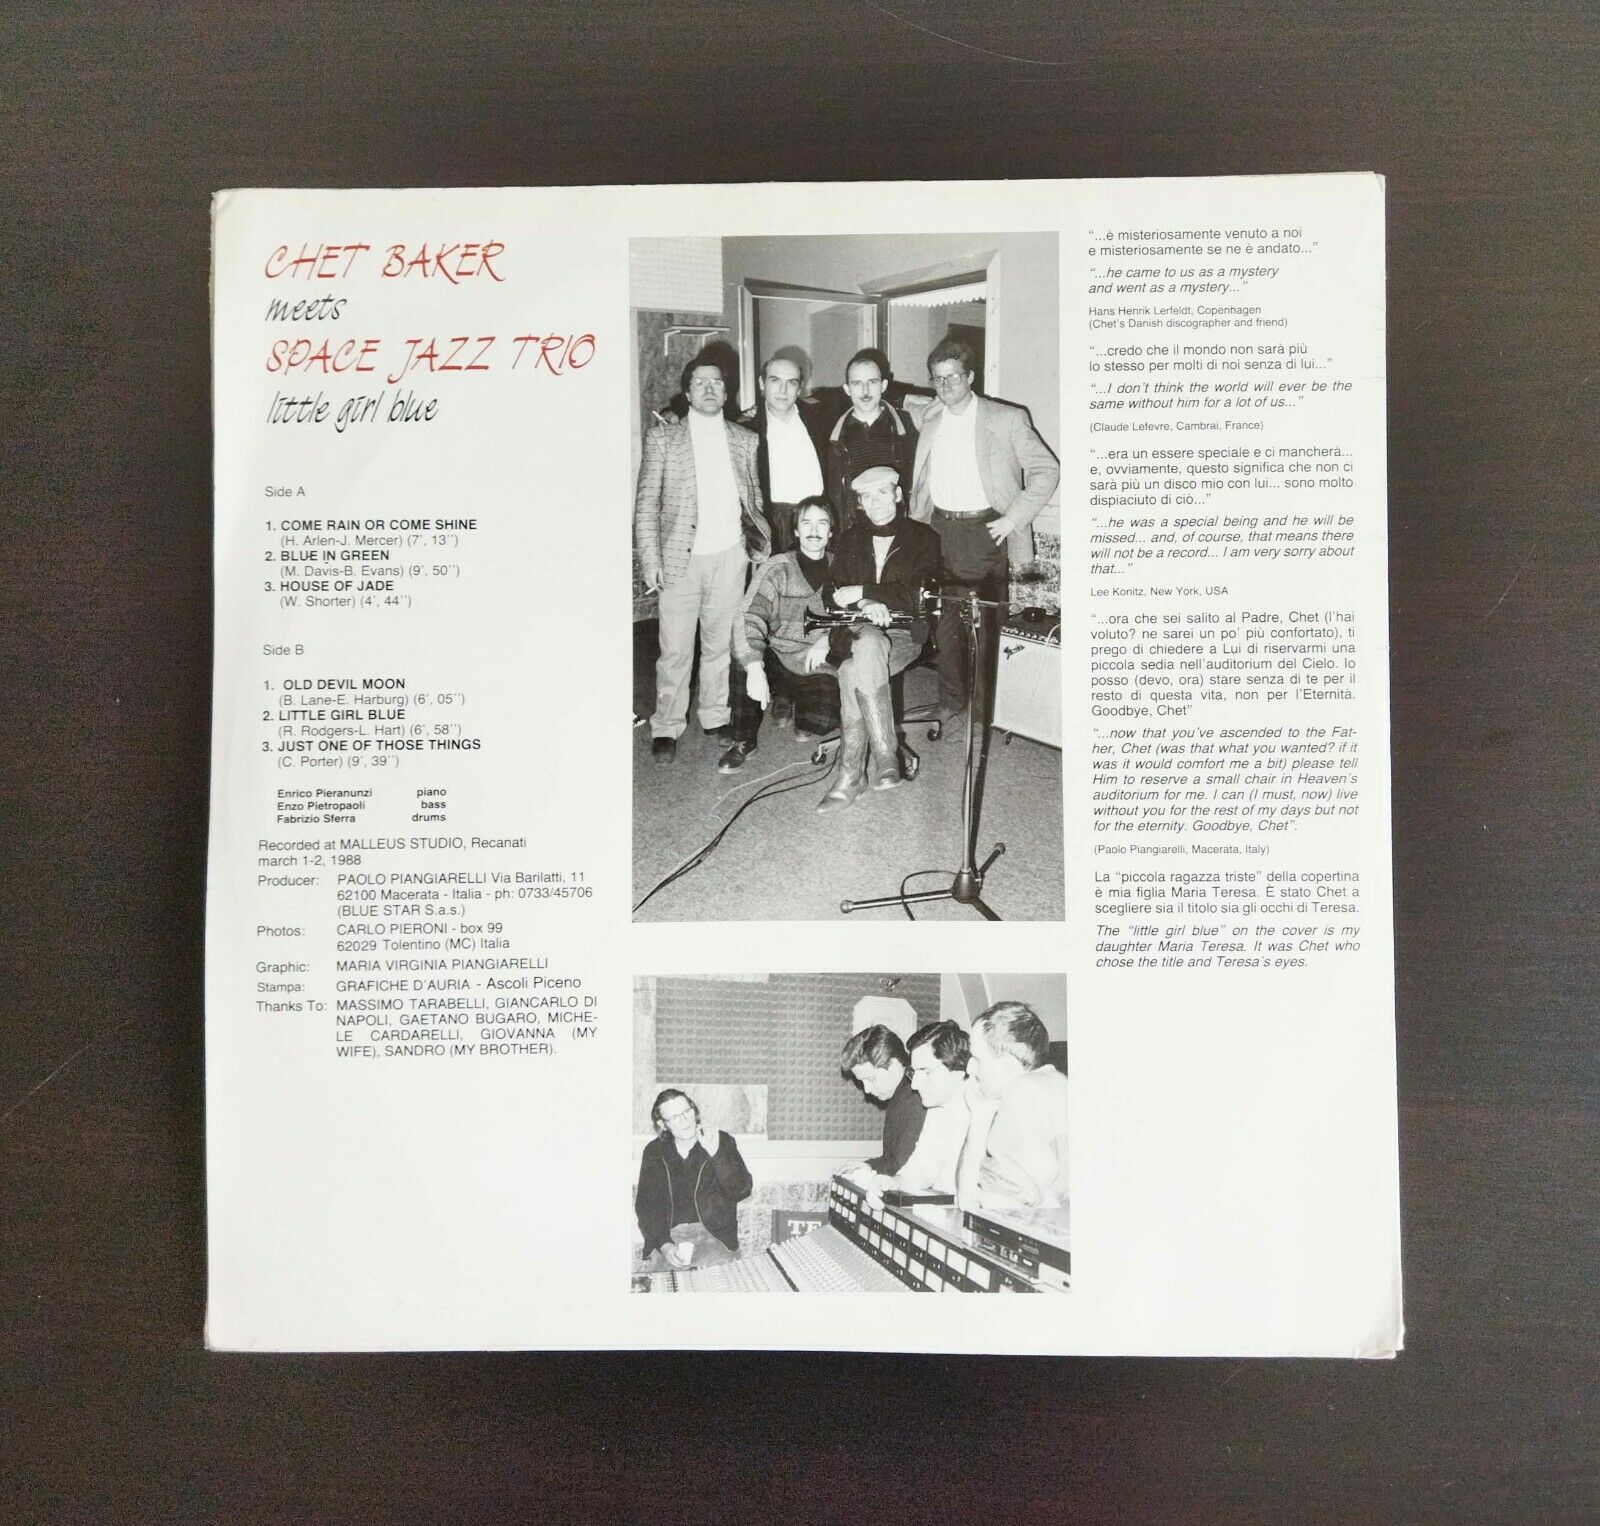 CHET BAKER
meets
SPACE JAZZ TRIO
little girl blue
Side A
1. COME RAIN OR COME SHINE
(H. Arlen-J. Mercer) (7', 13'')
2. BLUE IN GREEN
(M. Davis-B. Evans) (9', 50'')
3. HOUSE OF JADE
(W. Shorter) (4', 44'')
Side B
1. OLD DEVIL MOON
(B. Lane-E. Harburg) (6', 05'')
2. LITTLE GIRL BLUE
(R. Rodgers-L. Hart) (6', 58'')
3. JUST ONE OF THOSE THINGS
(C. Porter) (9', 39'')
Enrico Pieranunzi piano
Enzo Pietropaoli bass
Fabrizio Sferra drums
Recorded at MALLEUS STUDIO, Recanati
march 1-2, 1988
Producer: PAOLO PIANGIARELLI Via Barilatti, 11
62100 Macerata - Italia - ph: 0733/45706
(BLUE STAR S.a.s.)
Photos: CARLO PIERONI - box 99
62029 Tolentino (MC) Italia
Graphic: MARIA VIRGINIA PIANGIARELLI
Stampa: GRAFICHE D'AURIA - Ascoli Piceno
Thanks To: MASSIMO TARABELLI, GIANCARLO DI
NAPOLI, GAETANO BUGARO, MICHE-
LE CARDARELLI, GIOVANNA (MY
WIFE), SANDRO (MY BROTHER).
TE
"...è misteriosamente venuto a noi
e misteriosamente se ne è andato..."
"...he came to us as a mystery
and went as a mystery..."
Hans Henrik Lerfeldt, Copenhagen
(Chet's Danish discographer and friend)
"...credo che il mondo non sarà più
lo stesso per molti di noi senza di lui..."
"...I don't think the world will ever be the
same without him for a lot of us..."
(Claude Lefevre, Cambrai, France)
"...era un essere speciale e ci mancherà...
e, ovviamente, questo significa che non ci
sarà più un disco mio con lui... sono molto
dispiaciuto di ciò..."
"...he was a special being and he will be
missed... and, of course, that means there
will not be a record... I am very sorry about
that..."
Lee Konitz, New York, USA
"...ora che sei salito al Padre, Chet (l'hai
voluto? ne sarei un po' più confortato), ti
prego di chiedere a Lui di riservarmi una
piccola sedia nell'auditorium del Cielo. Io
posso (devo, ora) stare senza di te per il
resto di questa vita, non per l'Eternità.
Goodbye, Chet"
"...now that you've ascended to the Fat-
her, Chet (was that what you wanted? if it
was it would comfort me a bit) please tell
Him to reserve a small chair in Heaven's
auditorium for me. I can (I must, now) live
without you for the rest of my days but not
for the eternity. Goodbye, Chet".
(Paolo Piangiarelli, Macerata, Italy)
La "piccola ragazza triste" della copertina
è mia figlia Maria Teresa. È stato Chet a
scegliere sia il titolo sia gli occhi di Teresa.
The "little girl blue" on the cover is my
daughter Maria Teresa. It was Chet who
chose the title and Teresa's eyes.